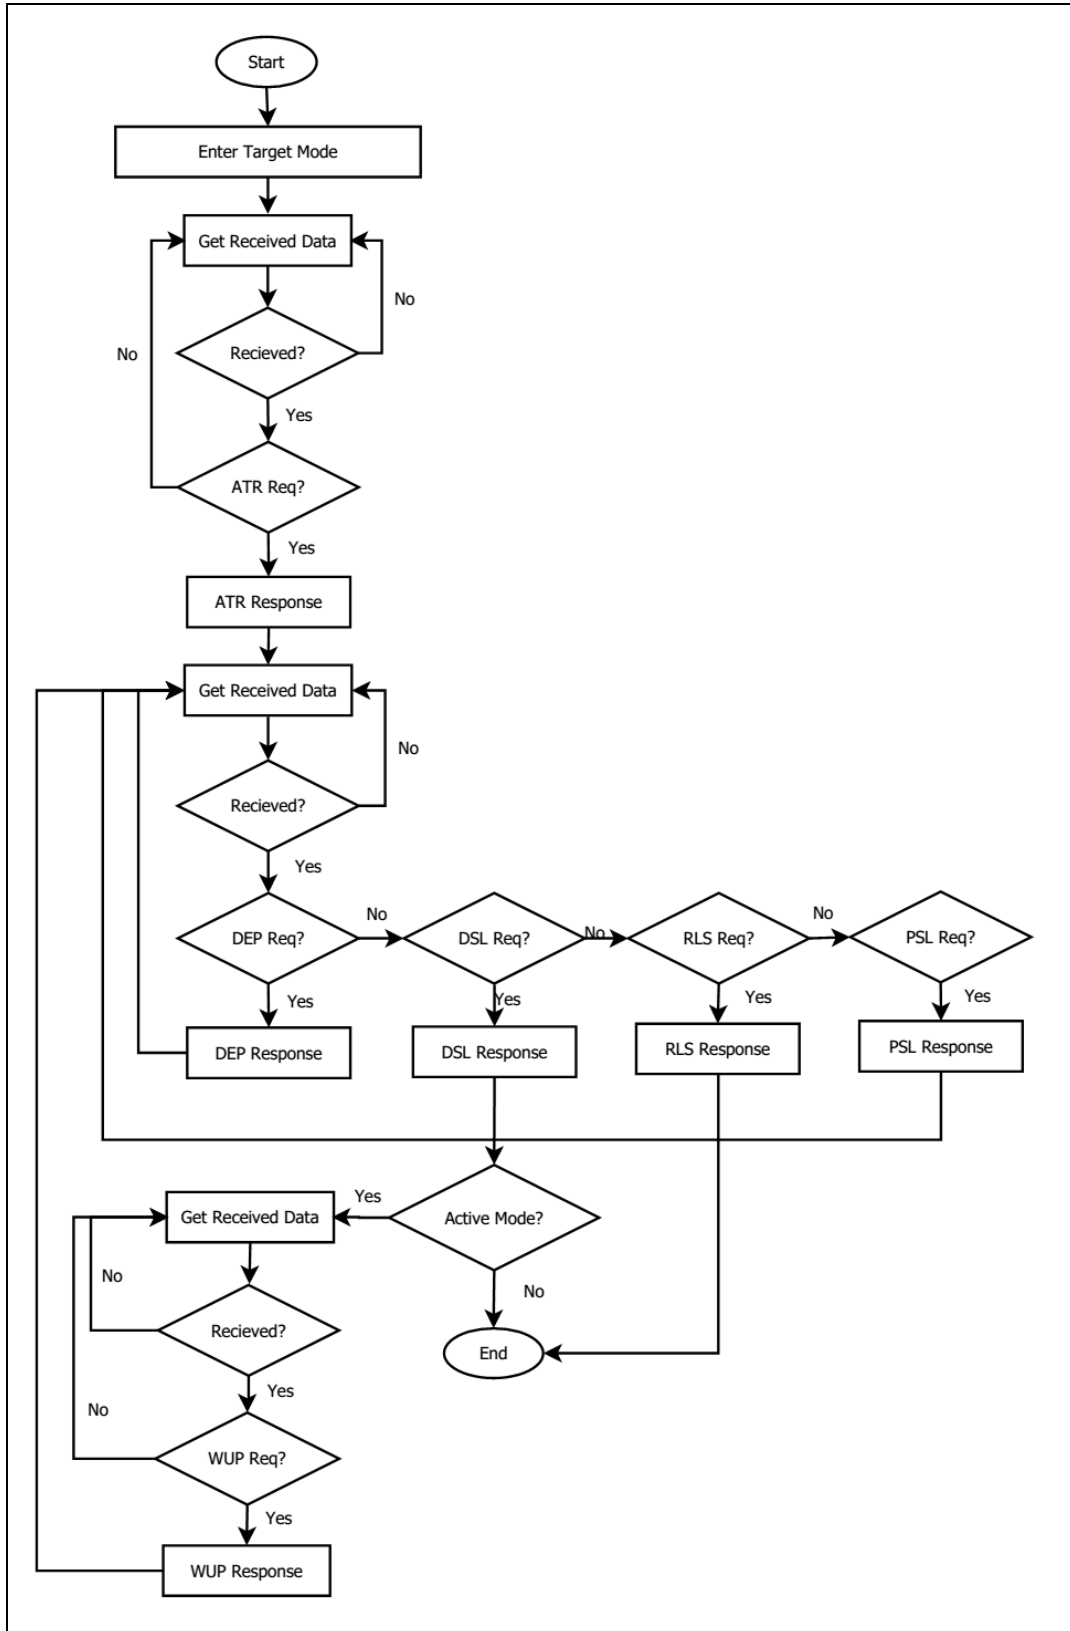 Start
Enter Target Mode
Get Received Data
No
Recieved?
No
Yes
ATR Req?
Yes
ATR Response
Get Received Data
No
Recieved?
Yes
DEP Req?
No
DSL Req?
No
RLS Req?
No
PSL Req?
Yes
Yes
Yes
Yes
DEP Response
DSL Response
RLS Response
PSL Response
Get Received Data
Yes
Active Mode?
No
No
Recieved?
End
Yes
No
WUP Req?
Yes
WUP Response